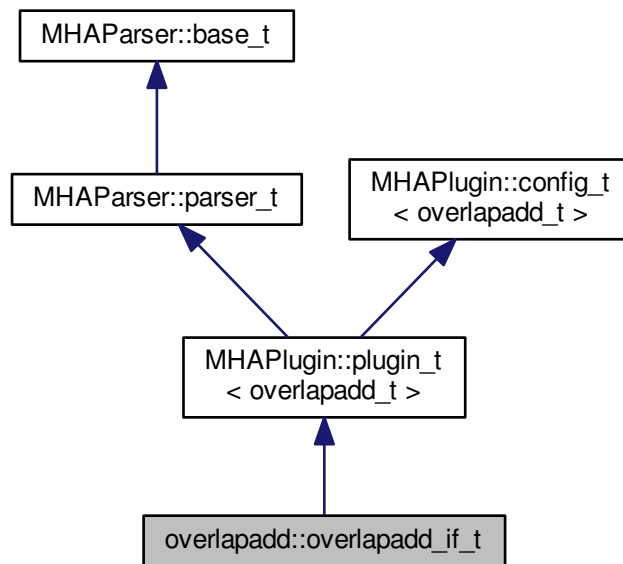 MHAParser::base_t
MHAParser::parser_t
MHAPlugin::config_t
< overlapadd_t >
MHAPlugin::plugin_t
< overlapadd_t >
overlapadd::overlapadd_if_t